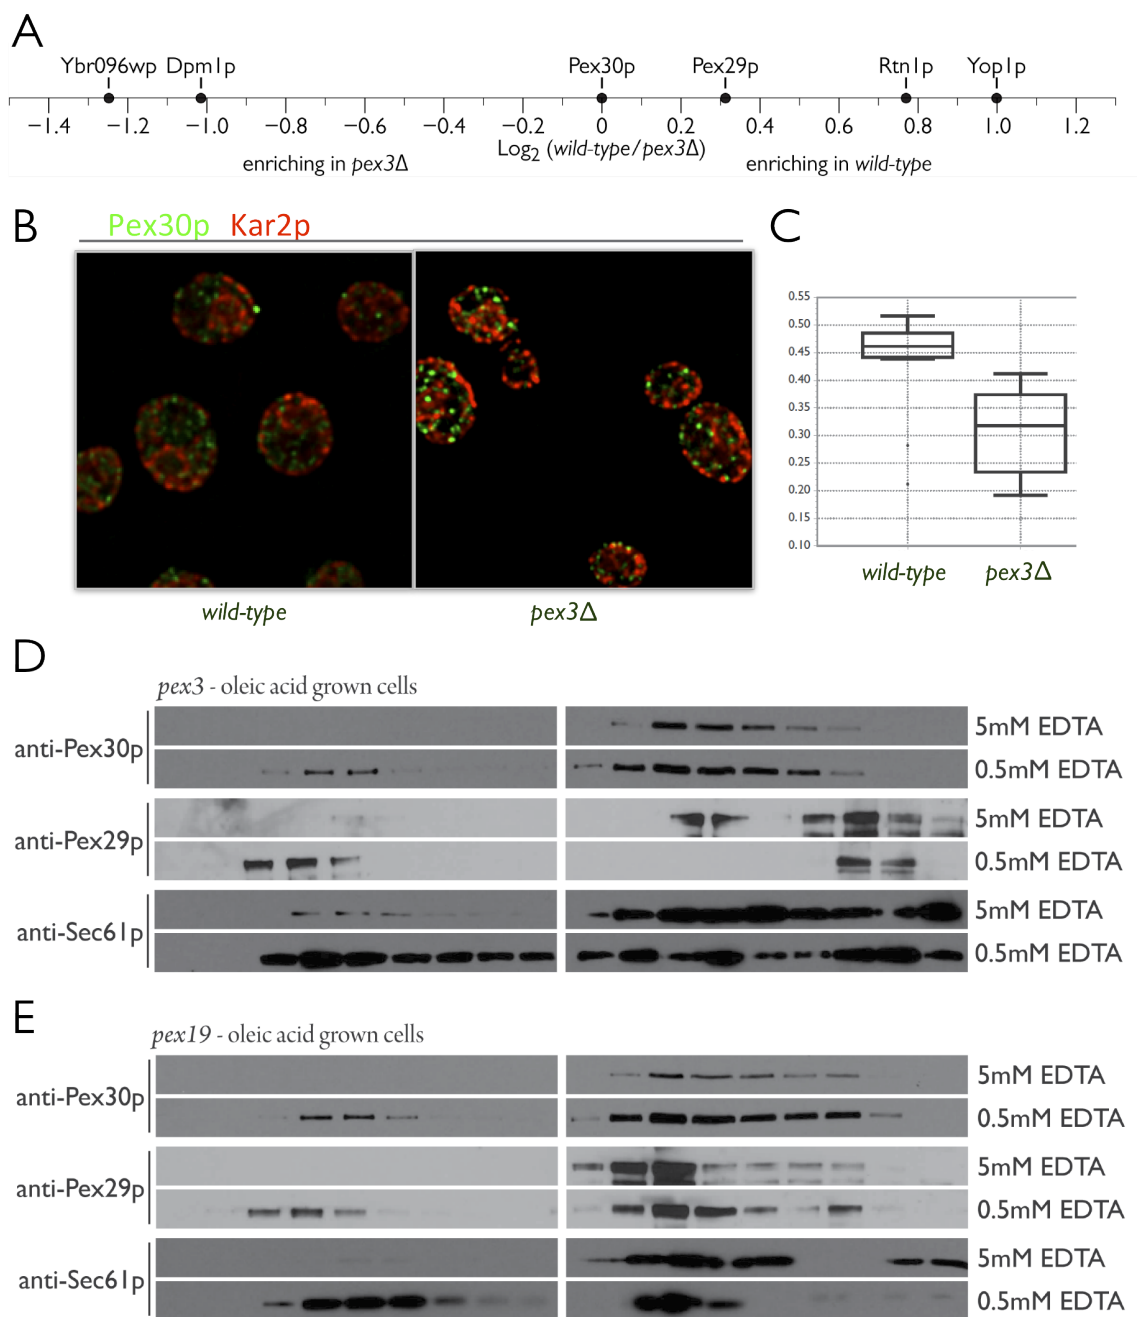 A
Ybr096wp Dpm1p Pex30p Pex29p Rtn1p Yop1p
−1.4 −1.2 −1.0 −0.8 −0.6 −0.4 −0.2 0 0.2 0.4 0.6 0.8 1.0 1.2
Log2 (wild-type/pex3Δ)
enriching in pex3Δ enriching in wild-type
B
Pex30p Kar2p
wild-type pex3Δ
C
0.55
0.50
0.45
0.40
0.35
0.30
0.25
0.20
0.15
0.10
wild-type pex3Δ
D
pex3 - oleic acid grown cells
anti-Pex30p
5mM EDTA
0.5mM EDTA
anti-Pex29p
5mM EDTA
0.5mM EDTA
anti-Sec61p
5mM EDTA
0.5mM EDTA
E
pex19 - oleic acid grown cells
anti-Pex30p
5mM EDTA
0.5mM EDTA
anti-Pex29p
5mM EDTA
0.5mM EDTA
anti-Sec61p
5mM EDTA
0.5mM EDTA